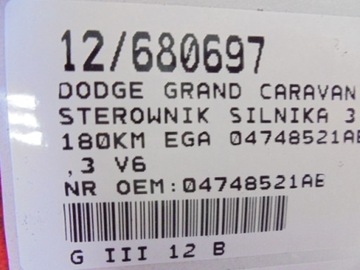 12/680697
DODGE GRAND CARAVAN
STEROWNIK SILNIKA 3
180KM EGA 04748521AE
,3 V6
NR OEM:04748521AE
G III 12 B